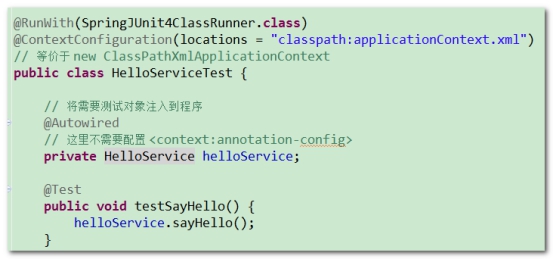 @RunWith(SpringJUnit4ClassRunner.class)
@ContextConfiguration(locations = "classpath:applicationContext.xml")
// 等价于 new ClassPathXmlApplicationContext
public class HelloServiceTest {
// 将需要测试对象注入到程序
@Autowired
// 这里不需要配置 <context:annotation-config>
private HelloService helloService;
@Test
public void testSayHello() {
helloService.sayHello();
}